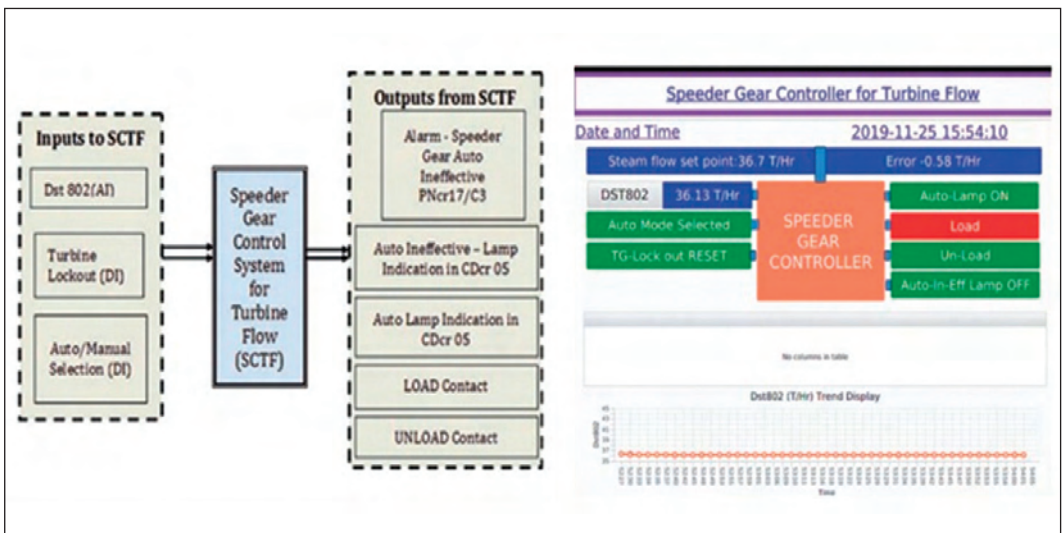 Inputs to SCTF
Dst 802(AI)
Turbine
Lockout (DI)
Auto/Manual
Selection (DI)
Speeder
Gear
Control
System
for
Turbine
Flow
(SCTF)
Outputs from SCTF
Alarm - Speeder
Gear Auto
Ineffective
PNcr17/C3
Auto Ineffective – Lamp
Indication in CDcr 05
Auto Lamp Indication in
CDcr 05
LOAD Contact
UNLOAD Contact
Speeder Gear Controller for Turbine Flow
Date and Time 2019-11-25 15:54:10
Steam flow set point:36.7 T/Hr Error -0.58 T/Hr
DST802 36.13 T/Hr
Auto Mode Selected
TG-Lock out RESET
SPEEDER
GEAR
CONTROLLER
Auto-Lamp ON
Load
Un-Load
Auto-In-Eff Lamp OFF
No columns in table
Dst802 (T/Hr) Trend Display
Dst802
Time